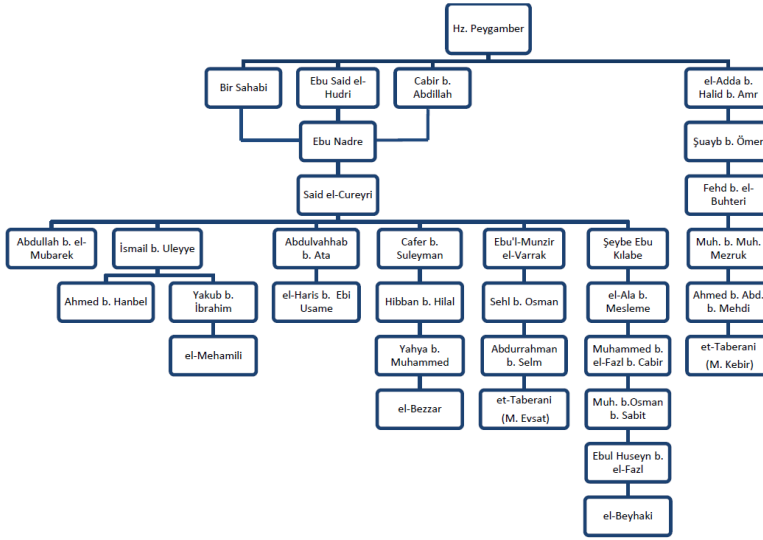 Hz. Peygamber
Bir Sahabi
Ebu Said el-
Hudri
Cabir b.
Abdillah
el-Adda b.
Halid b. Amr
Ebu Nadre
Şuayb b. Ömer
Said el-Cureyri
Fehd b. el-
Buhteri
Abdullah b. el-
Mubarek
İsmail b. Uleyye
Abdulvahhab
b. Ata
Cafer b.
Suleyman
Ebu'l-Munzir
el-Varrak
Şeybe Ebu
Kılabe
Muh. b. Muh.
Mezruk
Ahmed b. Hanbel
Yakub b.
İbrahim
el-Haris b. Ebi
Usame
Hibban b. Hilal
Sehl b. Osman
el-Ala b.
Mesleme
Ahmed b. Abd.
b. Mehdi
el-Mehamili
Yahya b.
Muhammed
Abdurrahman
b. Selm
Muhammed b.
el-Fazl b. Cabir
et-Taberani
(M. Kebir)
el-Bezzar
et-Taberani
(M. Evsat)
Muh. b.Osman
b. Sabit
Ebul Huseyn b.
el-Fazl
el-Beyhaki